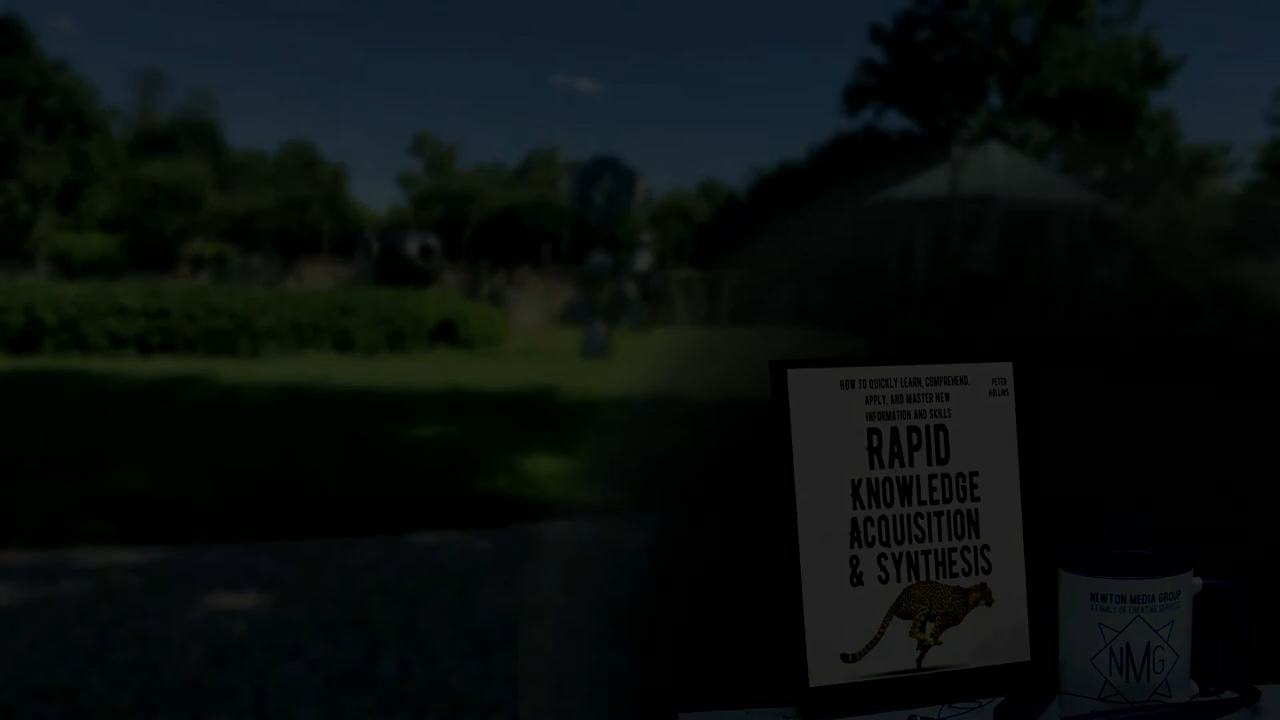 HOW TO QUICKLY LEARN, COMPREHEND,
APPLY, AND MASTER NEW
INFORMATION AND SKILLS
PETER
HOLLINS
RAPID
KNOWLEDGE
ACQUISITION
& SYNTHESIS
NEWTON MEDIA GROUP
A FAMILY OF CREATIVE SERVICES
NMG